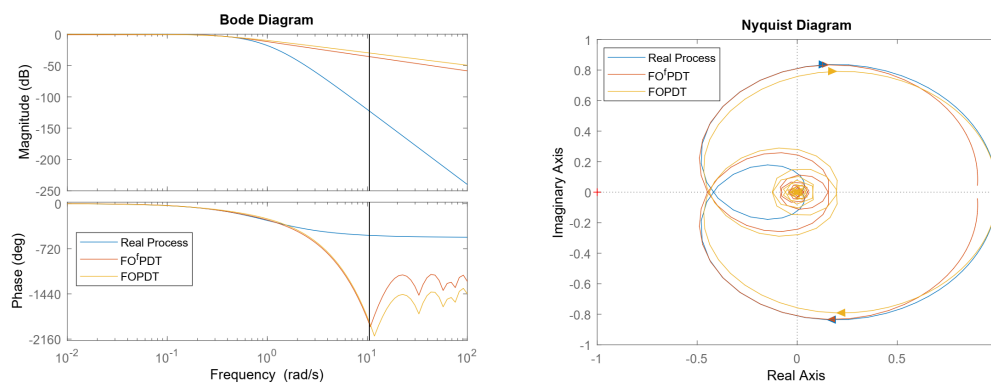 Bode Diagram
Magnitude (dB)
0
-50
-100
-150
-200
-250
Phase (deg)
-720
-1440
-2160
Real Process
FOᶠPDT
FOPDT
10⁻² 10⁻¹ 10⁰ 10¹ 10²
Frequency (rad/s)
Nyquist Diagram
Imaginary Axis
1
0.8
0.6
0.4
0.2
0
-0.2
-0.4
-0.6
-0.8
-1
Real Process
FOᶠPDT
FOPDT
-1 -0.5 0 0.5
Real Axis